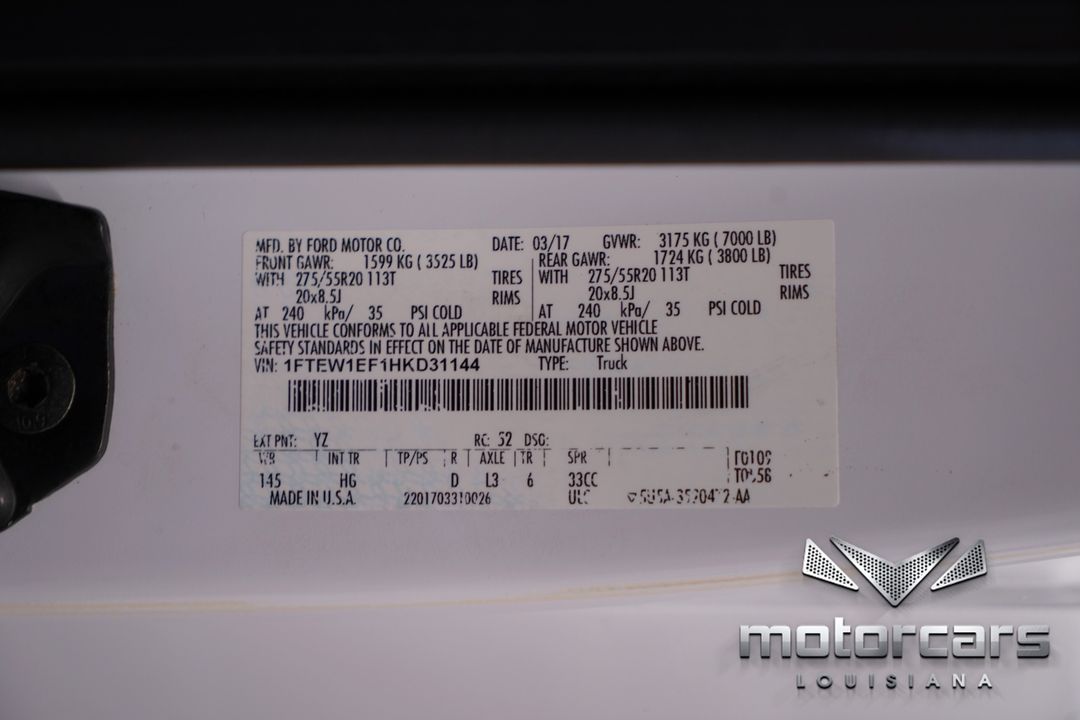 MFD. BY FORD MOTOR CO. DATE: 03/17 GVWR: 3175 KG ( 7000 LB)
FRONT GAWR: 1599 KG ( 3525 LB) REAR GAWR: 1724 KG ( 3800 LB)
WITH 275/55R20 113T TIRES WITH 275/55R20 113T TIRES
20x8.5J RIMS 20x8.5J RIMS
AT 240 kPa/ 35 PSI COLD AT 240 kPa/ 35 PSI COLD
THIS VEHICLE CONFORMS TO ALL APPLICABLE FEDERAL MOTOR VEHICLE
SAFETY STANDARDS IN EFFECT ON THE DATE OF MANUFACTURE SHOWN ABOVE.
VIN: 1FTEW1EF1HKD31144 TYPE: Truck
EXT PNT: YZ RC: 52 DSO:
WB INT TR TP/PS R AXLE TR SPR
145 HG D L3 6 33CC
MADE IN U.S.A. 2201703310026
motorcars
LOUISIANA